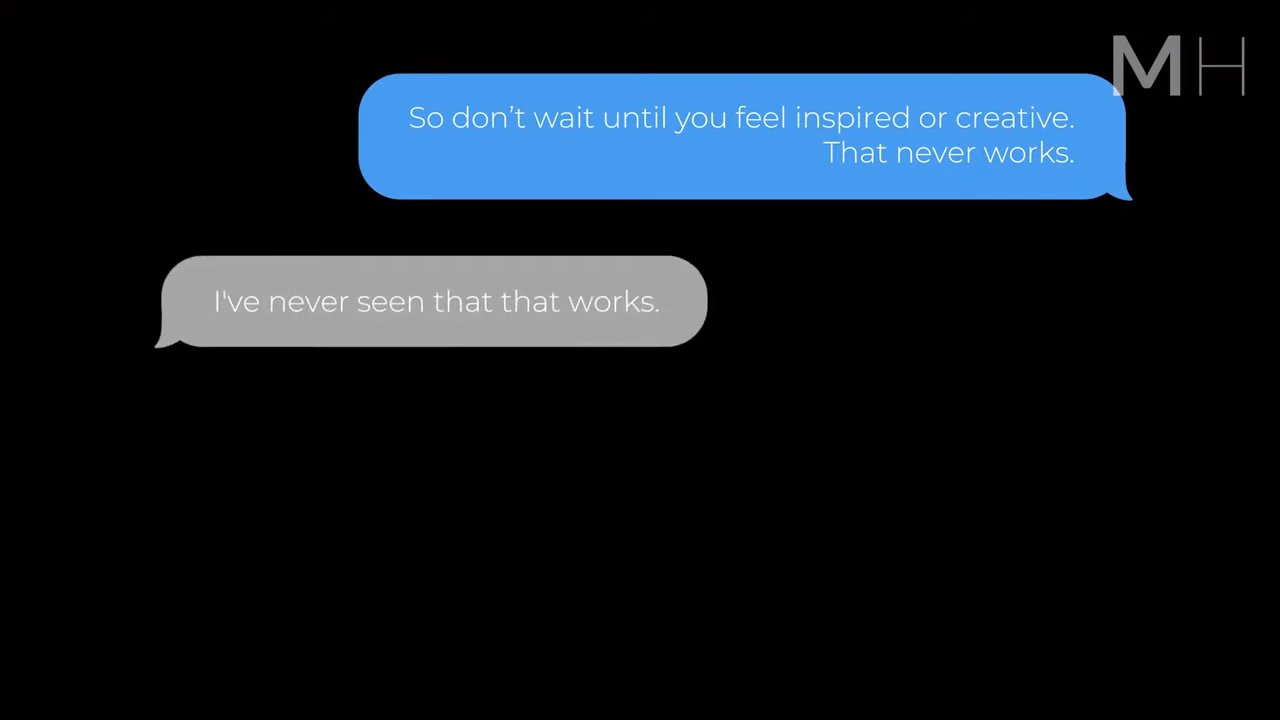 MH
So don’t wait until you feel inspired or creative.
That never works.
I've never seen that that works.